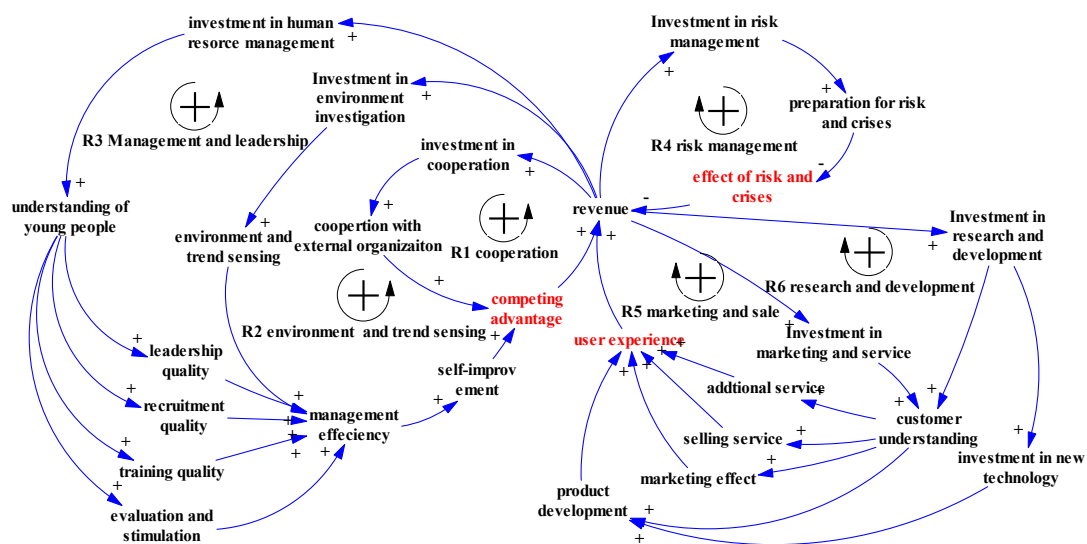 investment in human
resorce management
Investment in risk
management
Investment in
environment
investigation
preparation for risk
and crises
R3 Management and leadership
R4 risk management
investment in
cooperation
effect of risk and
crises
understanding of
young people
environment and
trend sensing
coopertion with
external organizaiton
R1 cooperation
revenue
Investment in
research and
development
R6 research and development
R2 environment and trend sensing
competing
advantage
R5 marketing and sale
user experience
Investment in
marketing and service
leadership
quality
self-improv
ement
addtional service
recruitment
quality
management
effeciency
selling service
customer
understanding
training quality
marketing effect
investment in new
technology
product
development
evaluation and
stimulation